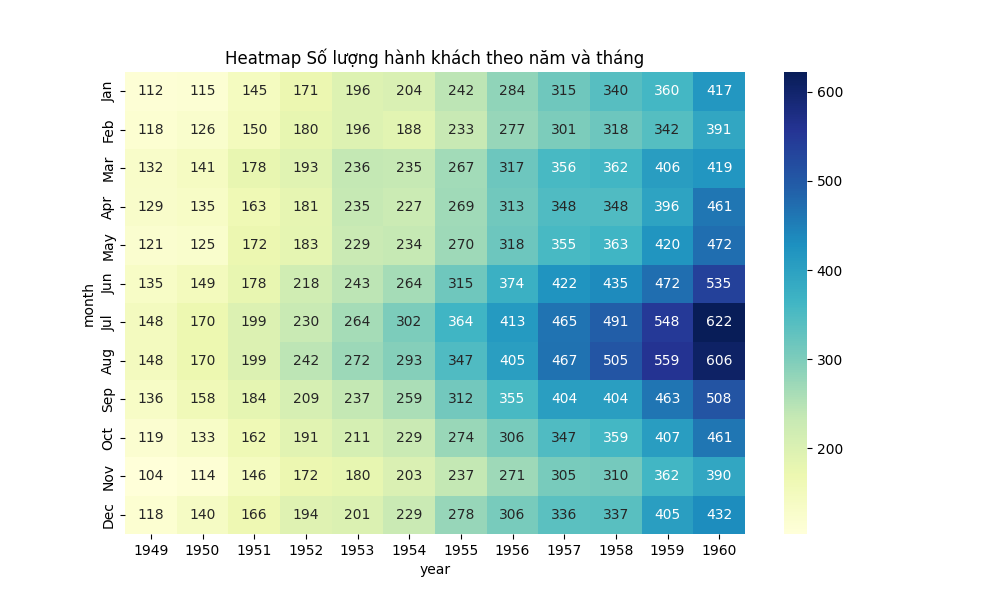 Heatmap Số lượng hành khách theo năm và tháng
month
Jan 112 115 145 171 196 204 242 284 315 340 360 417
Feb 118 126 150 180 196 188 233 277 301 318 342 391
Mar 132 141 178 193 236 235 267 317 356 362 406 419
Apr 129 135 163 181 235 227 269 313 348 348 396 461
May 121 125 172 183 229 234 270 318 355 363 420 472
Jun 135 149 178 218 243 264 315 374 422 435 472 535
Jul 148 170 199 230 264 302 364 413 465 491 548 622
Aug 148 170 199 242 272 293 347 405 467 505 559 606
Sep 136 158 184 209 237 259 312 355 404 404 463 508
Oct 119 133 162 191 211 229 274 306 347 359 407 461
Nov 104 114 146 172 180 203 237 271 305 310 362 390
Dec 118 140 166 194 201 229 278 306 336 337 405 432
1949 1950 1951 1952 1953 1954 1955 1956 1957 1958 1959 1960
year
600
500
400
300
200